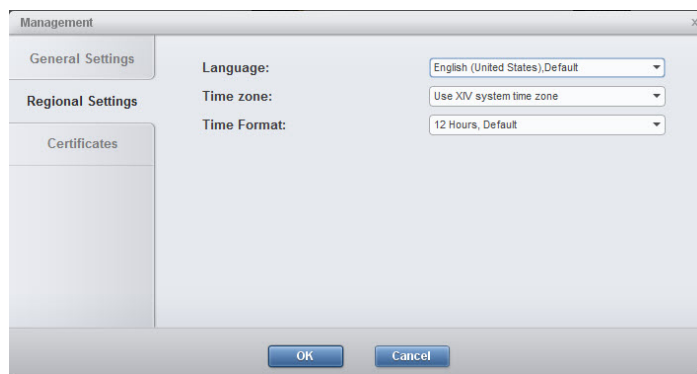 Management
x
General Settings
Regional Settings
Certificates
Language:
English (United States),Default
Time zone:
Use XIV system time zone
Time Format:
12 Hours, Default
OK
Cancel